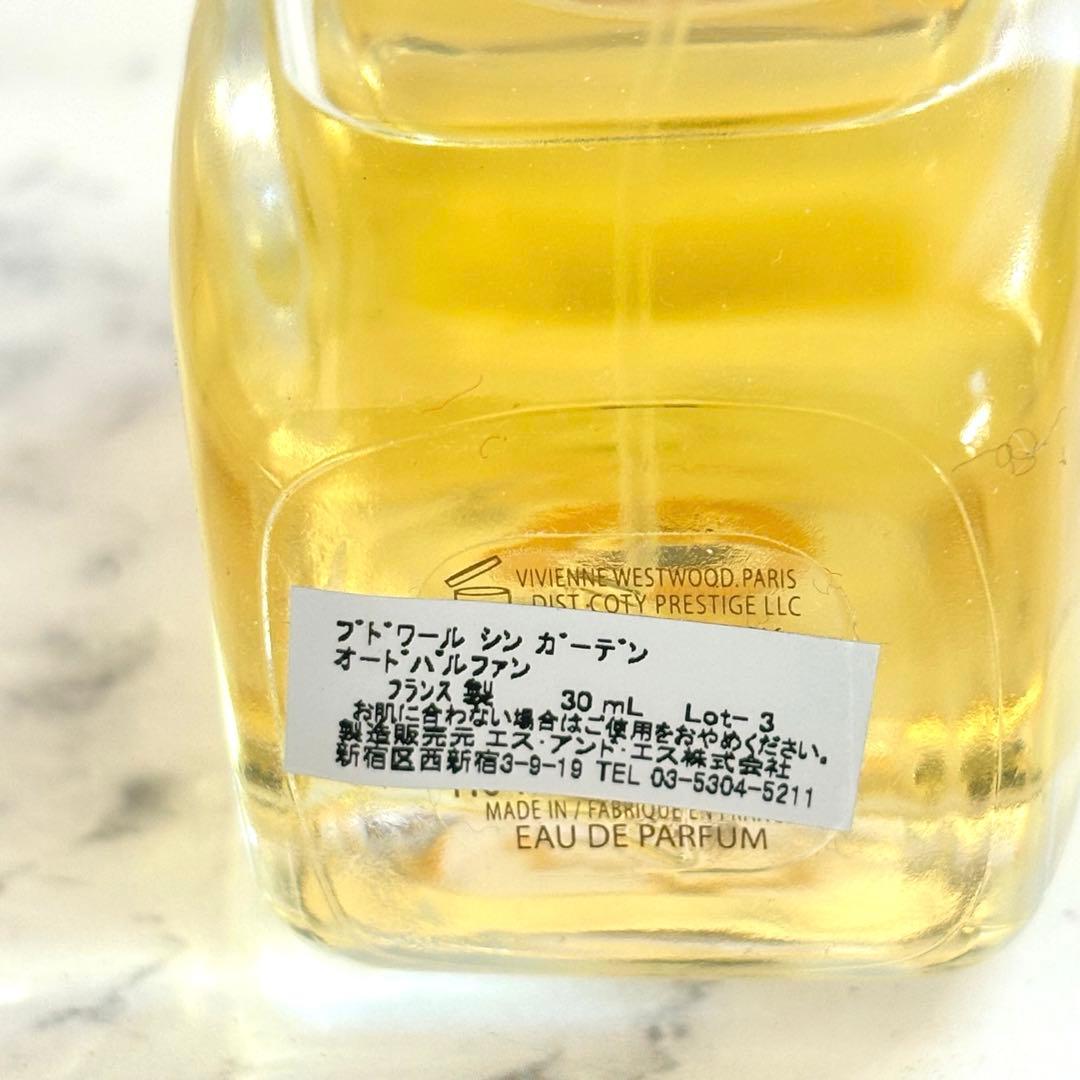 VIVIENNE WESTWOOD.PARIS
DIST.COTY PRESTIGE LLC
ブドワール シン ガーデン
オードパルファン
フランス 製 30 mL Lot- 3
お肌に合わない場合はご使用をおやめください。
製造販売元 エス・アンド・エス株式会社
新宿区西新宿3-9-19 TEL 03-5304-5211
MADE IN / FABRIQUÉ EN
EAU DE PARFUM